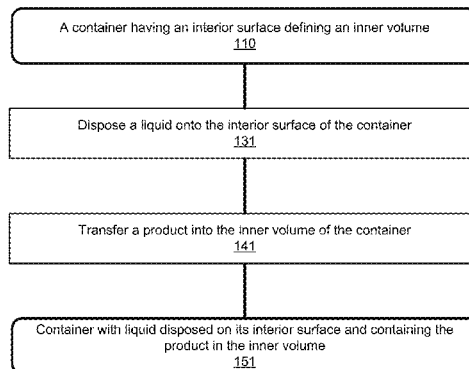 A container having an interior surface defining an inner volume
110
Dispose a liquid onto the interior surface of the container
131
Transfer a product into the inner volume of the container
141
Container with liquid disposed on its interior surface and containing the
product in the inner volume
151